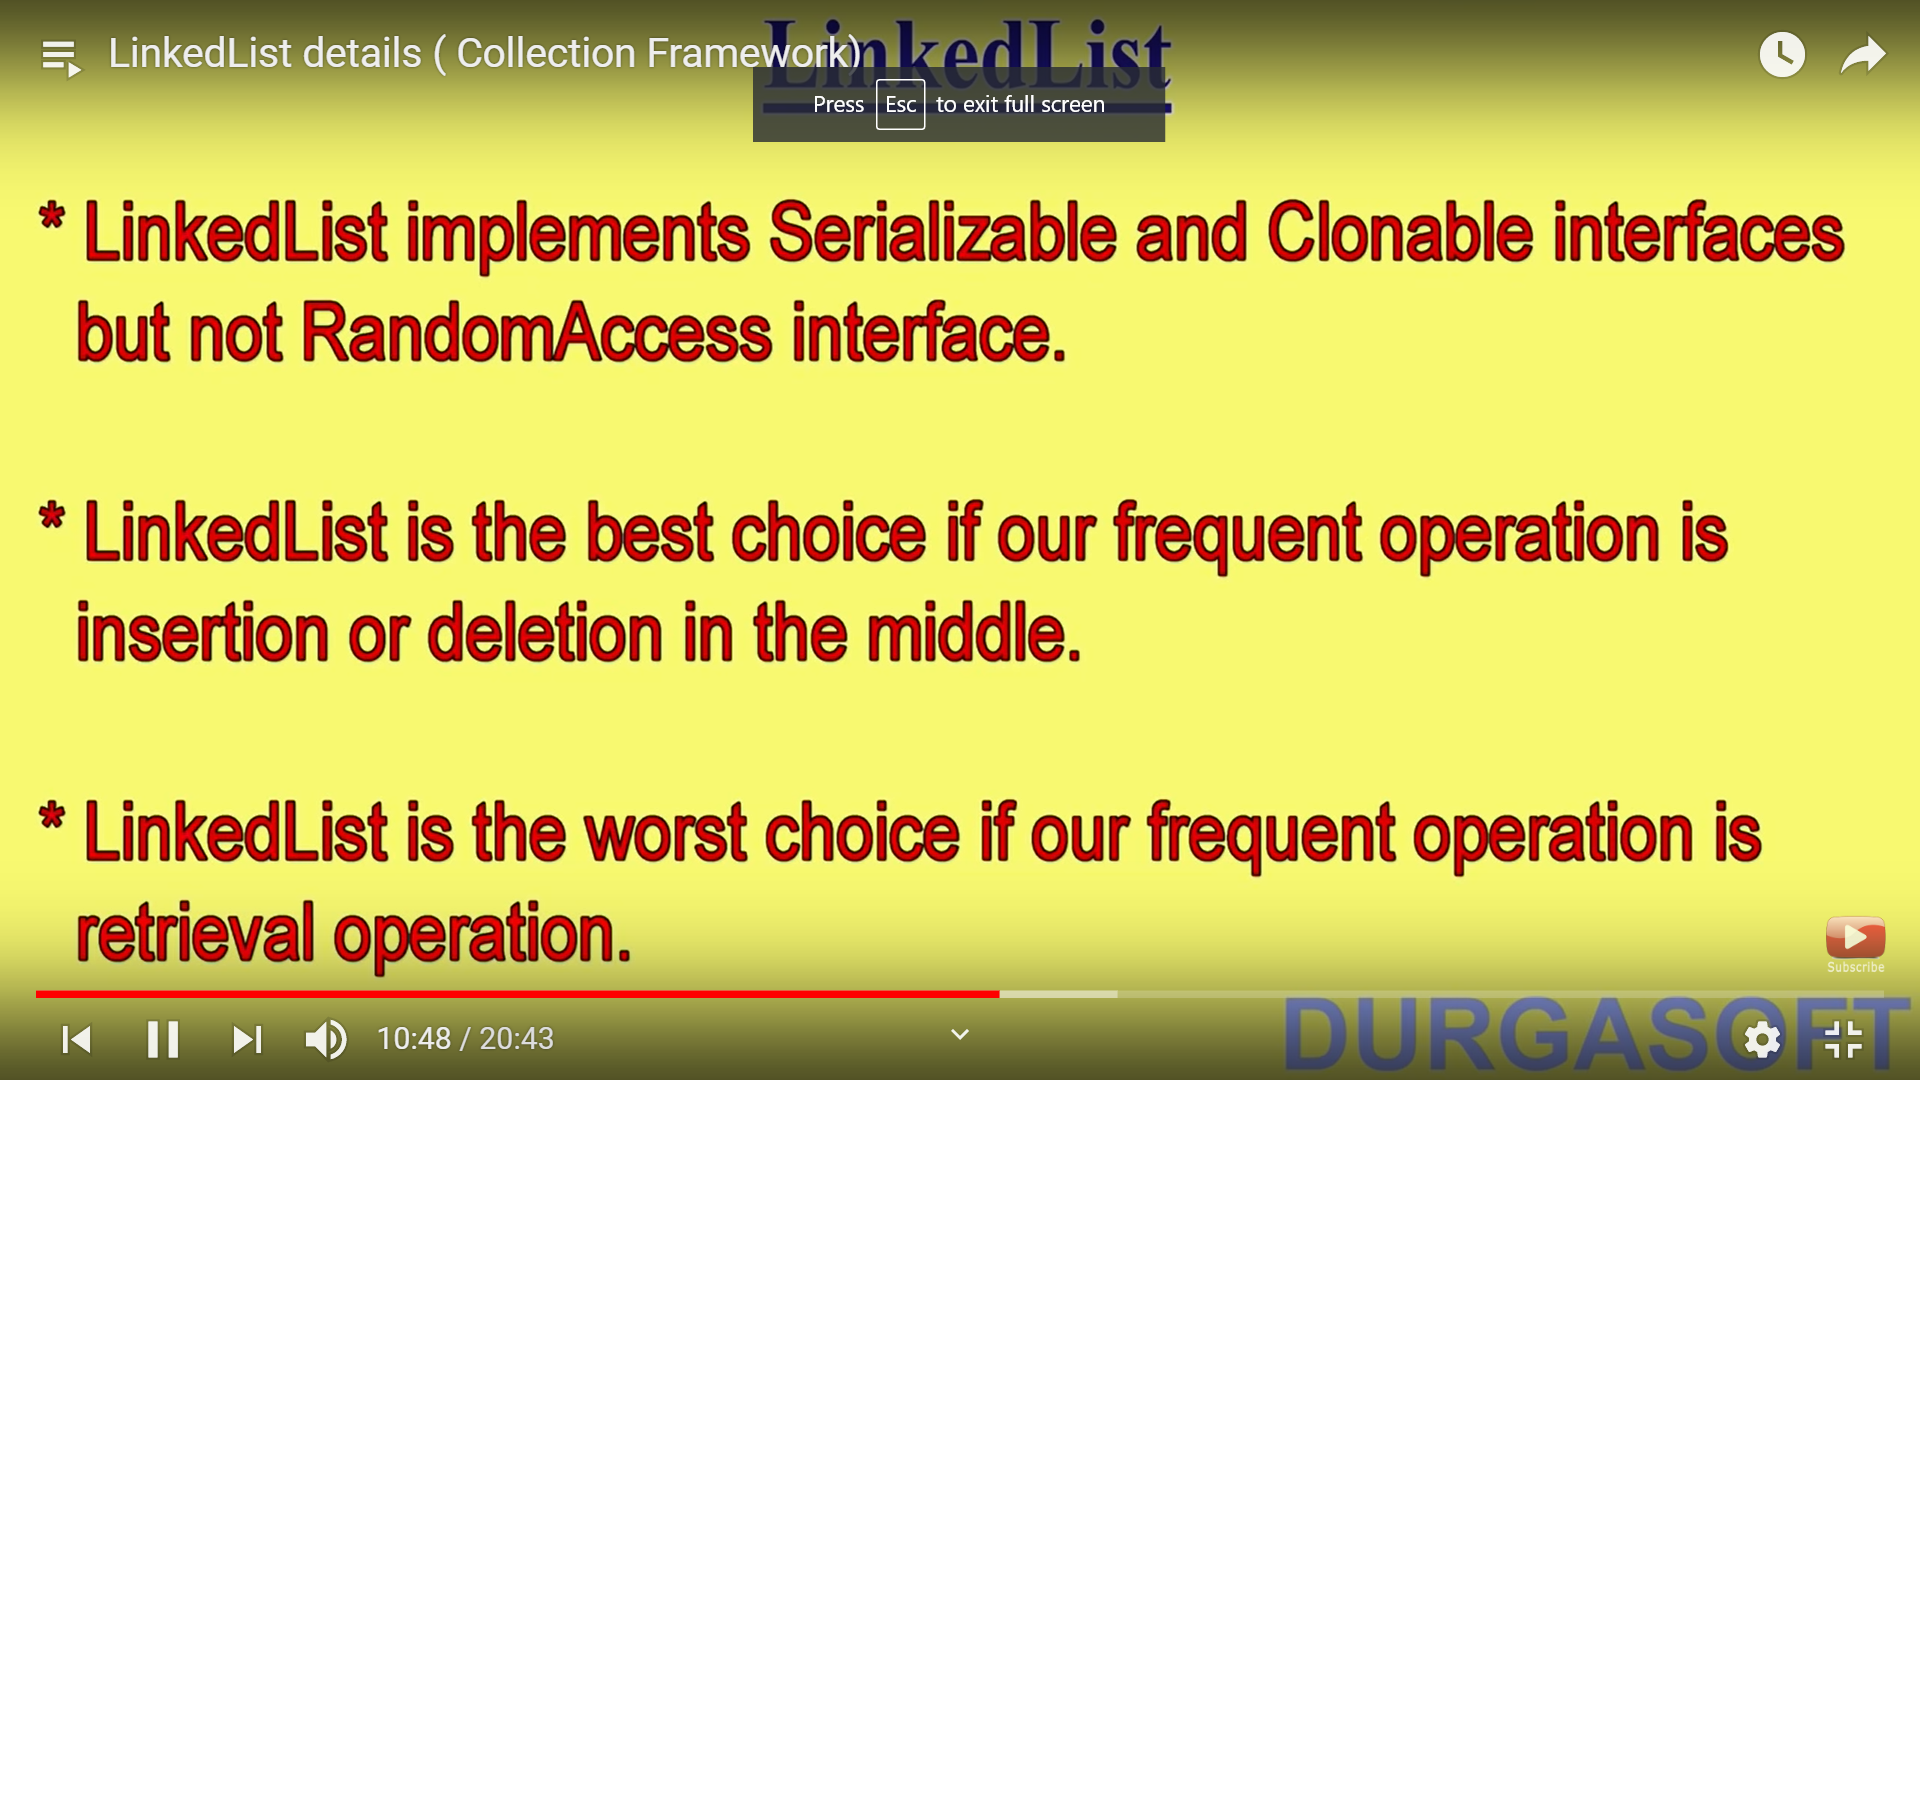 LinkedList
LinkedList details ( Collection Framework)
Press Esc to exit full screen
* LinkedList implements Serializable and Clonable interfaces
but not RandomAccess interface.
* LinkedList is the best choice if our frequent operation is
insertion or deletion in the middle.
* LinkedList is the worst choice if our frequent operation is
retrieval operation.
Subscribe
10:48 / 20:43
DURGASOFT